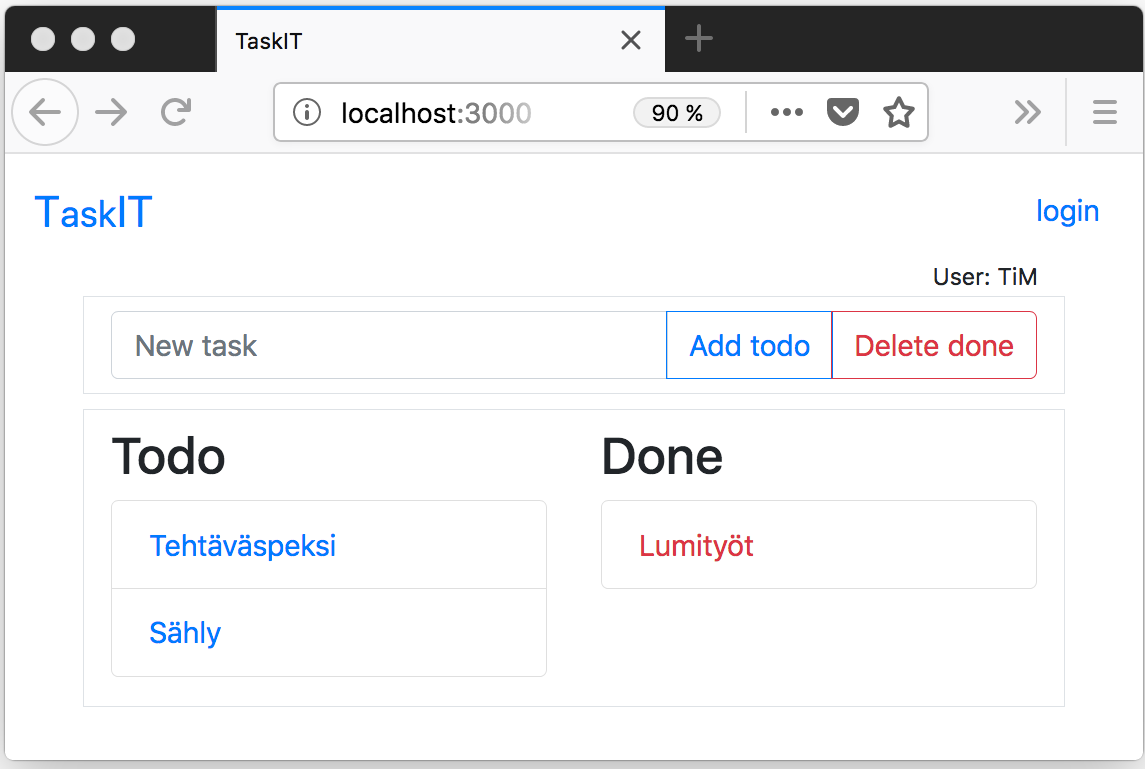 TaskIT
localhost:3000 90 %
TaskIT login
User: TiM
New task Add todo Delete done
Todo Done
Tehtäväspeksi Lumityöt
Sähly